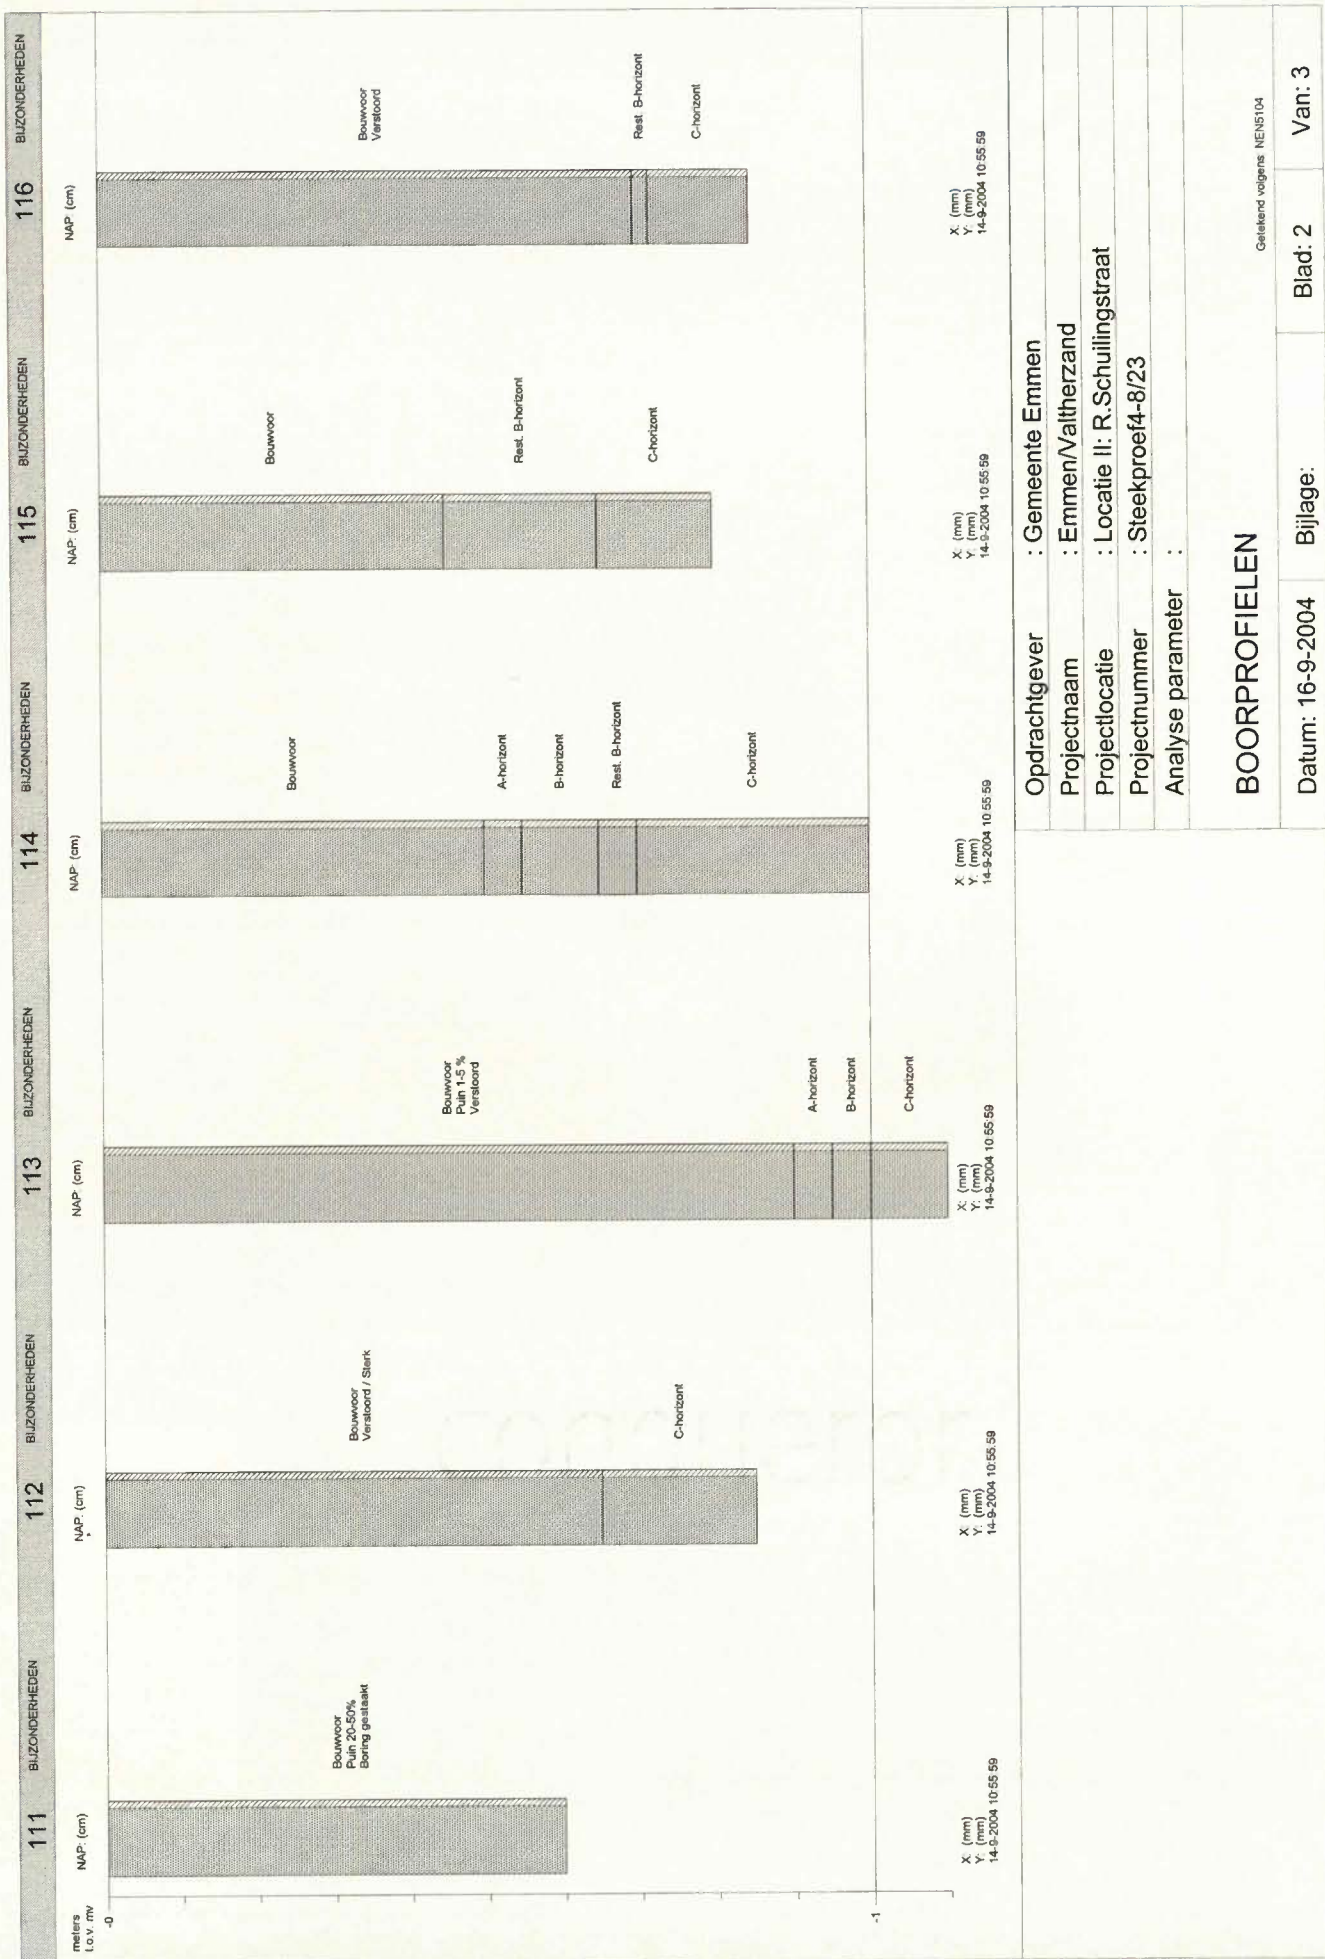 111 BIJZONDERHEDEN 112 BIJZONDERHEDEN 113 BIJZONDERHEDEN 114 BIJZONDERHEDEN 115 BIJZONDERHEDEN 116 BIJZONDERHEDEN
meters
t.o.v. mv
NAP: (cm) NAP: (cm) NAP: (cm) NAP: (cm) NAP: (cm) NAP: (cm)
-0
Bouwvoor
Puin 20-50%
Boring gestaakt
Bouwvoor
Verstoord / Sterk
C-horizont
Bouwvoor
Puin 1-5 %
Verstoord
A-horizont
B-horizont
C-horizont
Bouwvoor
A-horizont
B-horizont
Rest. B-horizont
C-horizont
Bouwvoor
Rest. B-horizont
C-horizont
Bouwvoor
Verstoord
Rest B-horizont
C-horizont
-1
X: (mm)
Y: (mm)
14-9-2004 10:55:59
X: (mm)
Y: (mm)
14-9-2004 10:55:59
X: (mm)
Y: (mm)
14-9-2004 10:55:59
X: (mm)
Y: (mm)
14-9-2004 10:55:59
X: (mm)
Y: (mm)
14-9-2004 10:55:59
X: (mm)
Y: (mm)
14-9-2004 10:55:59
Opdrachtgever : Gemeente Emmen
Projectnaam : Emmen/Valtherzand
Projectlocatie : Locatie II: R.Schuilingstraat
Projectnummer : Steekproef4-8/23
Analyse parameter :
BOORPROFIELEN
Getekend volgens NEN5104
Datum: 16-9-2004 Bijlage: Blad: 2 Van: 3